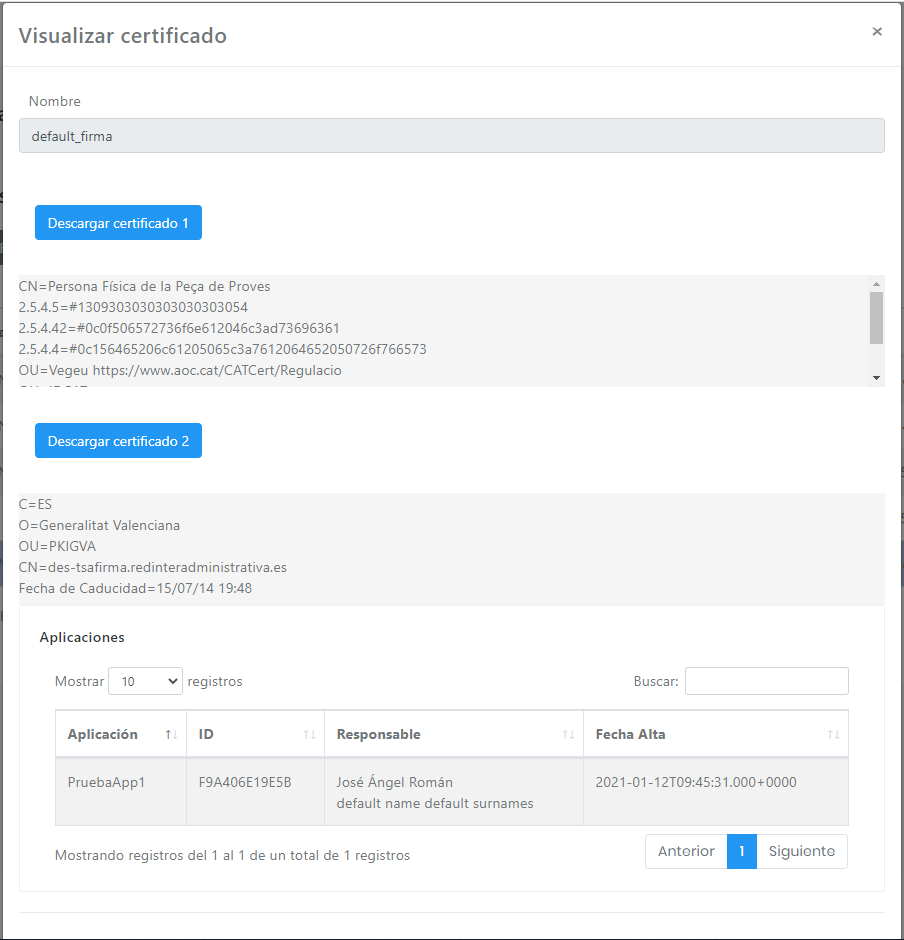 Visualizar certificado
×
Nombre
default_firma
Descargar certificado 1
CN=Persona Física de la Peça de Proves
2.5.4.5=#1309303030303030303054
2.5.4.42=#0c0f506572736f6e612046c3ad73696361
2.5.4.4=#0c156465206c61205065c3a7612064652050726f766573
OU=Vegeu https://www.aoc.cat/CATCert/Regulacio
Descargar certificado 2
C=ES
O=Generalitat Valenciana
OU=PKIGVA
CN=des-tsafirma.redinteradministrativa.es
Fecha de Caducidad=15/07/14 19:48
Aplicaciones
Mostrar 10 registros Buscar:
Aplicación ID Responsable Fecha Alta
PruebaApp1 F9A406E19E5B José Ángel Román 2021-01-12T09:45:31.000+0000
default name default surnames
Mostrando registros del 1 al 1 de un total de 1 registros
Anterior 1 Siguiente